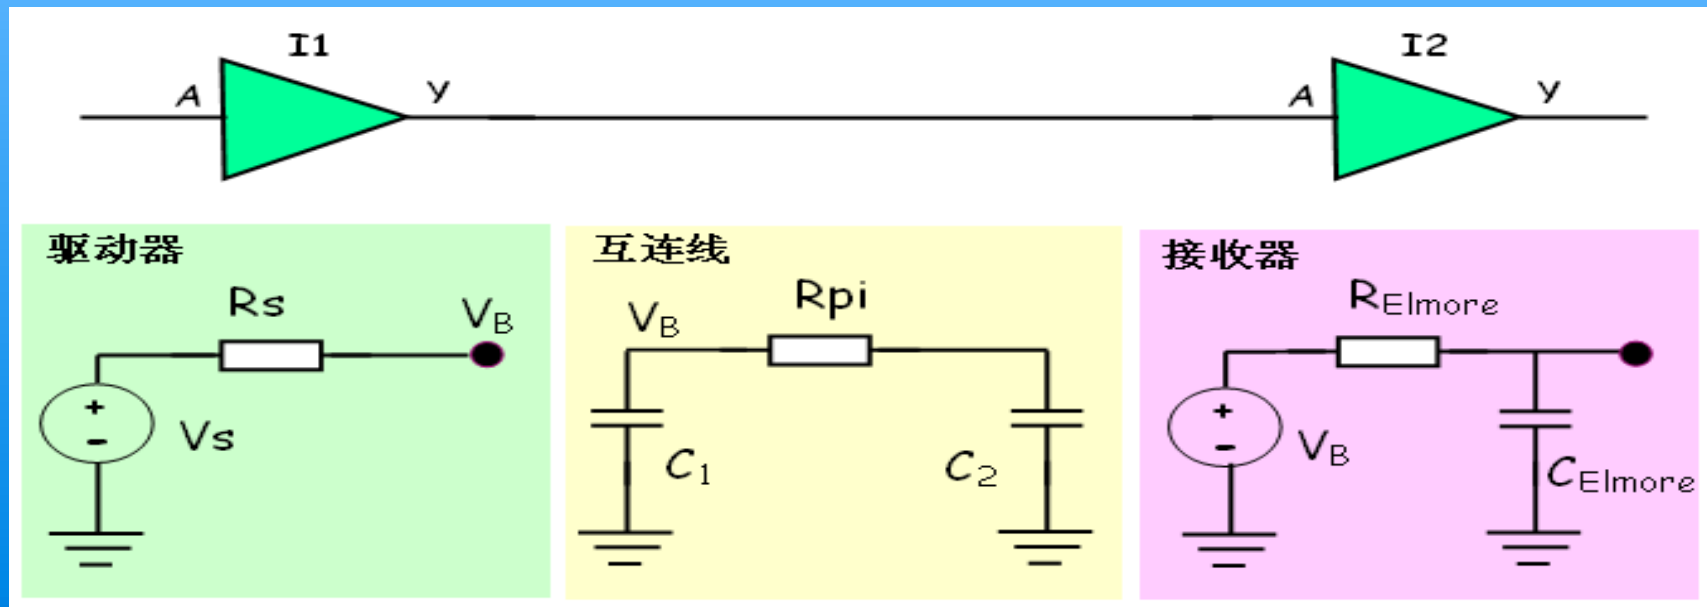 I1
I2
A
Y
A
Y
驱动器
Rs
VB
+
-
Vs
互连线
VB
Rpi
C1
C2
接收器
RElmore
+
-
VB
CElmore